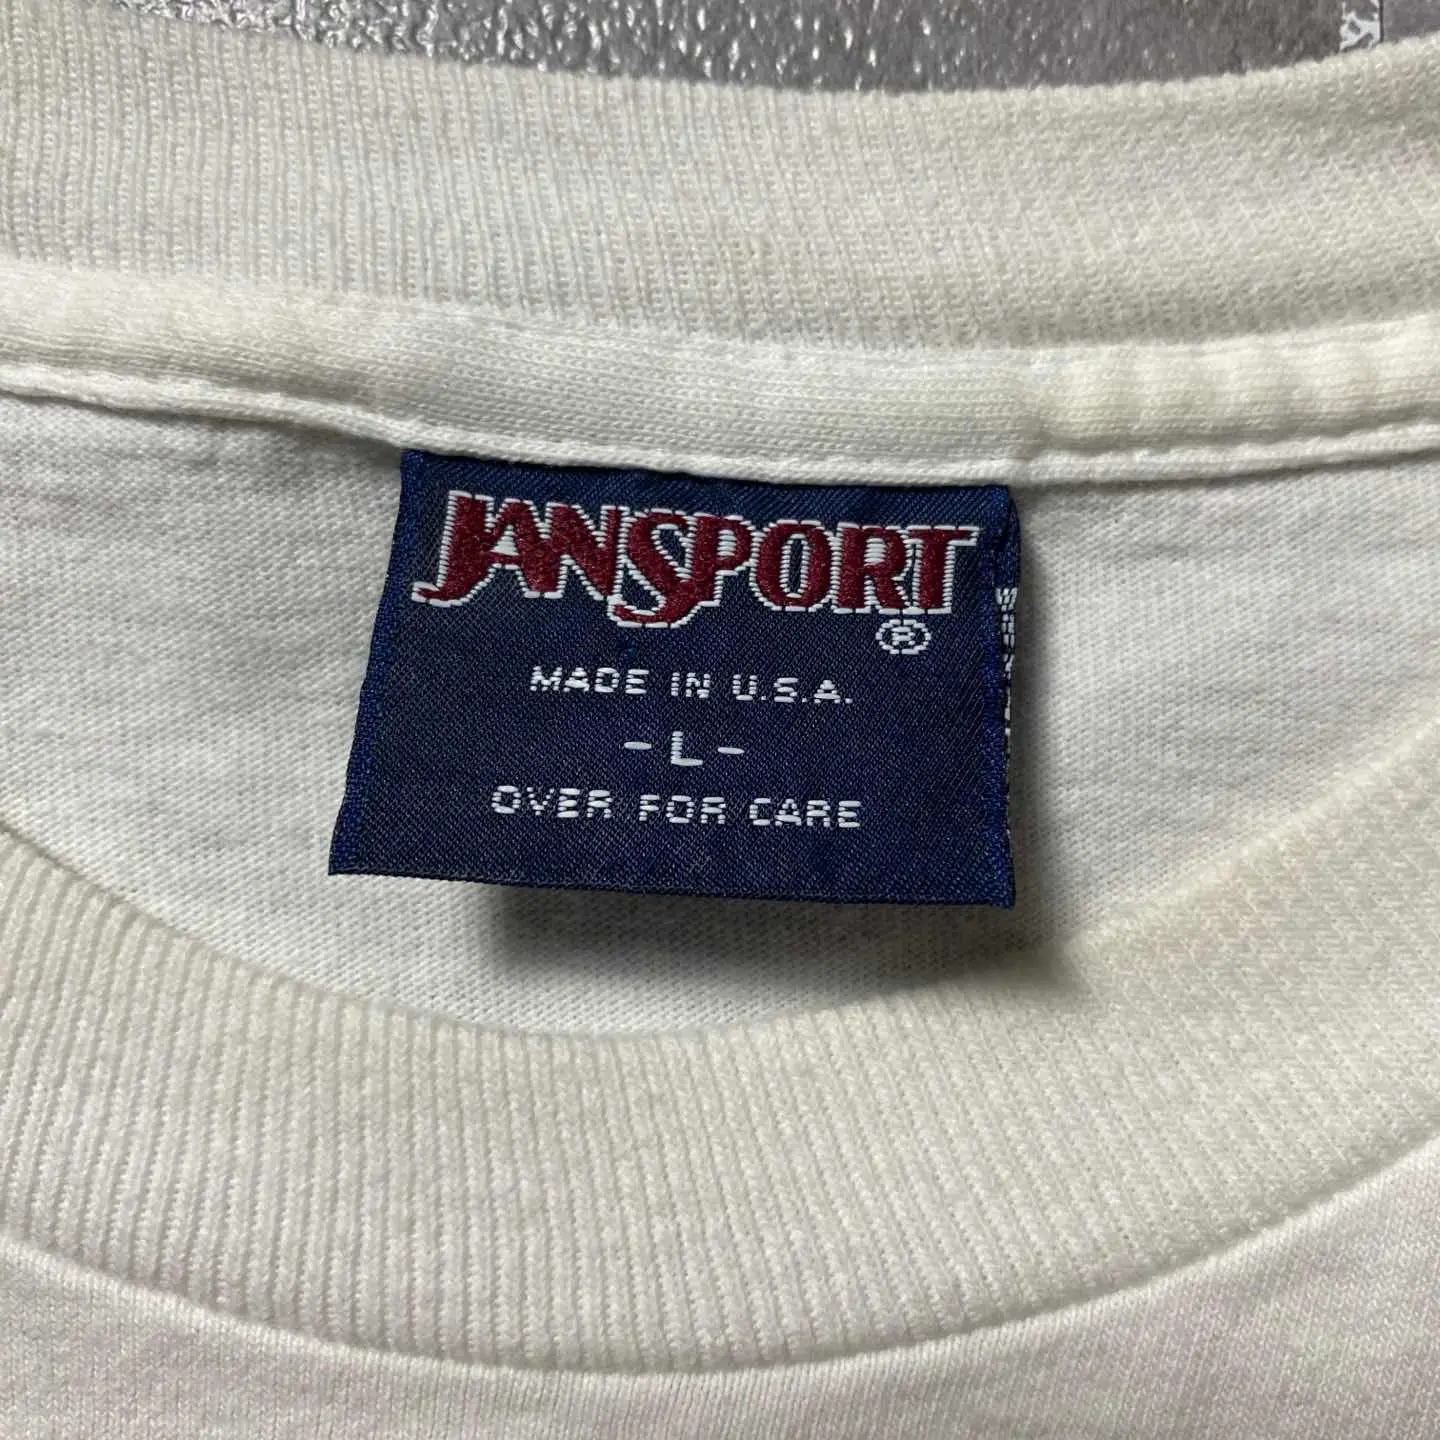 JANSPORT
®
MADE IN U.S.A.
- L -
OVER FOR CARE